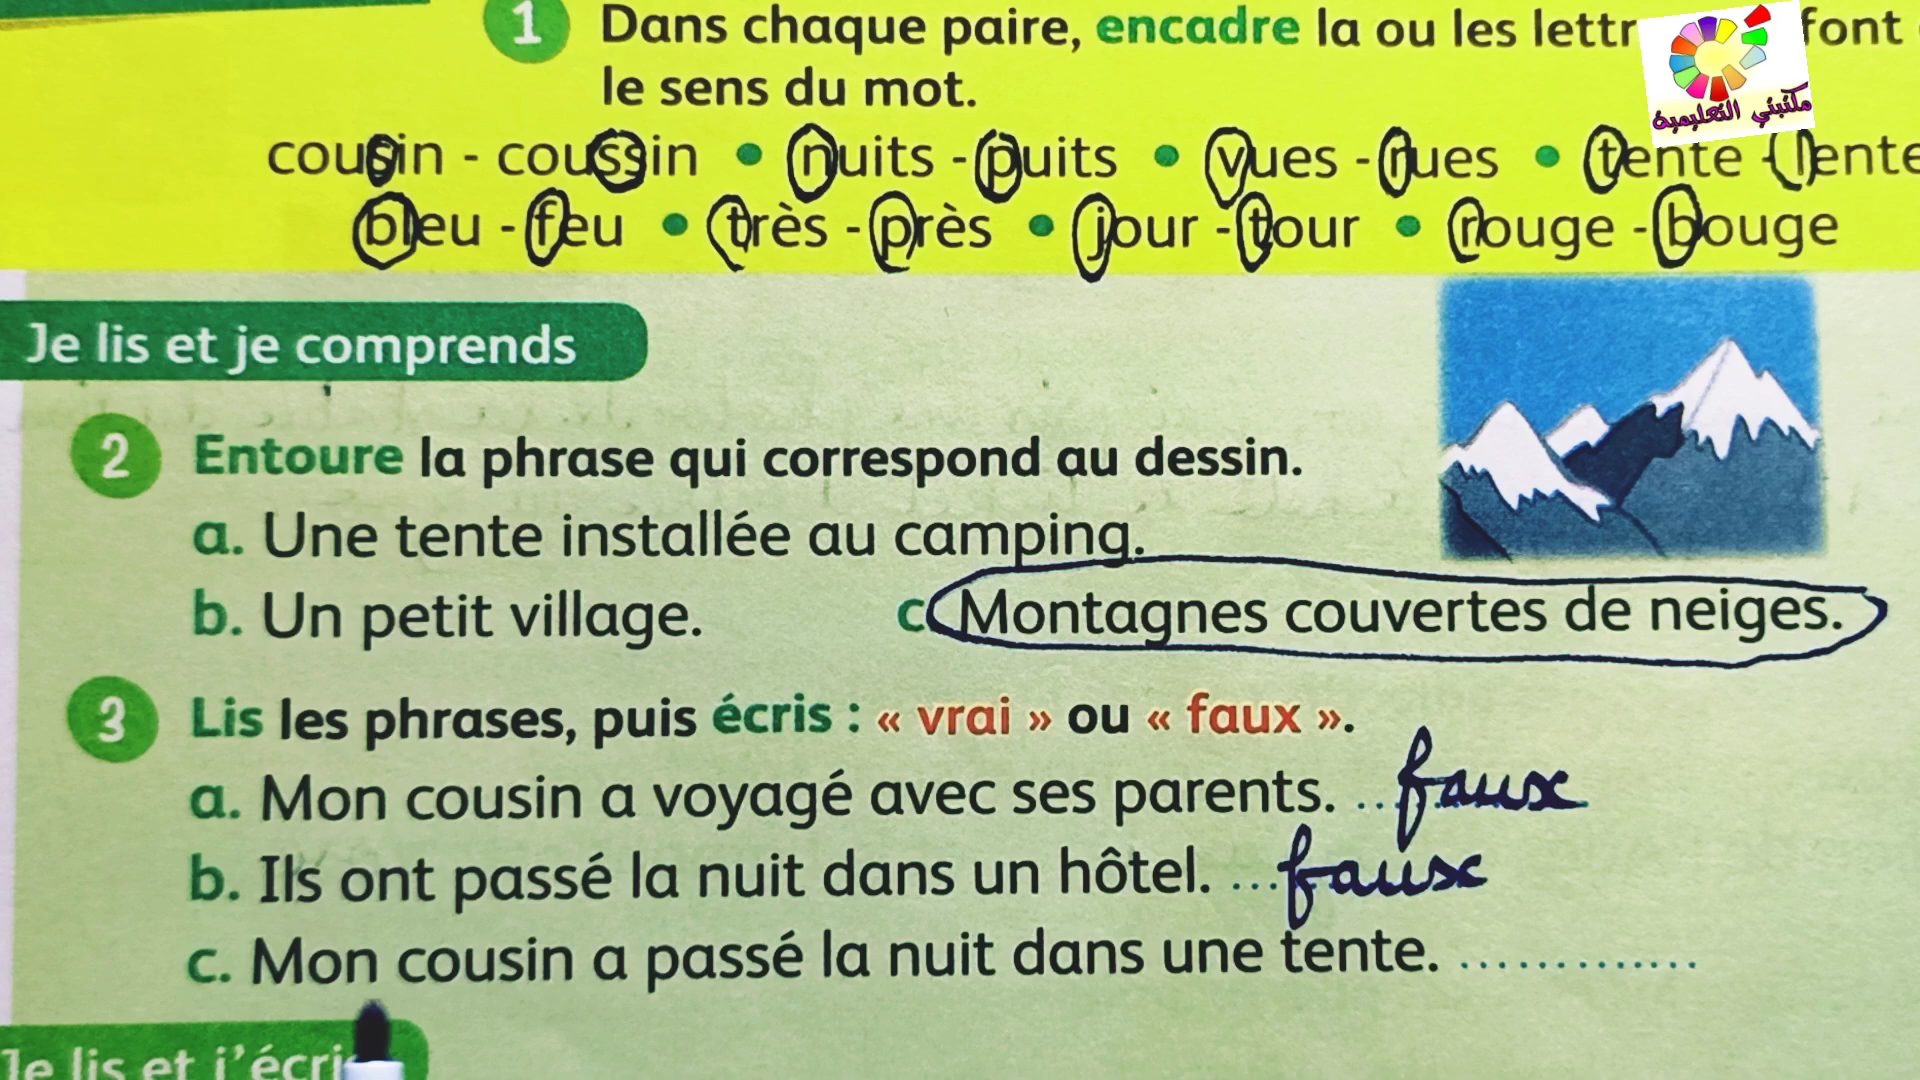 1 Dans chaque paire, encadre la ou les lettr font
le sens du mot.
مكتبتي التعليمية
cousin - coussin • nuits - puits • vues - rues • tente - lente
bleu - feu • très - près • jour - tour • rouge - bouge
Je lis et je comprends
2 Entoure la phrase qui correspond au dessin.
a. Une tente installée au camping.
b. Un petit village. c. Montagnes couvertes de neiges.
3 Lis les phrases, puis écris : « vrai » ou « faux ».
a. Mon cousin a voyagé avec ses parents. ... faux
b. Ils ont passé la nuit dans un hôtel. ... faux
c. Mon cousin a passé la nuit dans une tente. .............
Je lis et j'écri